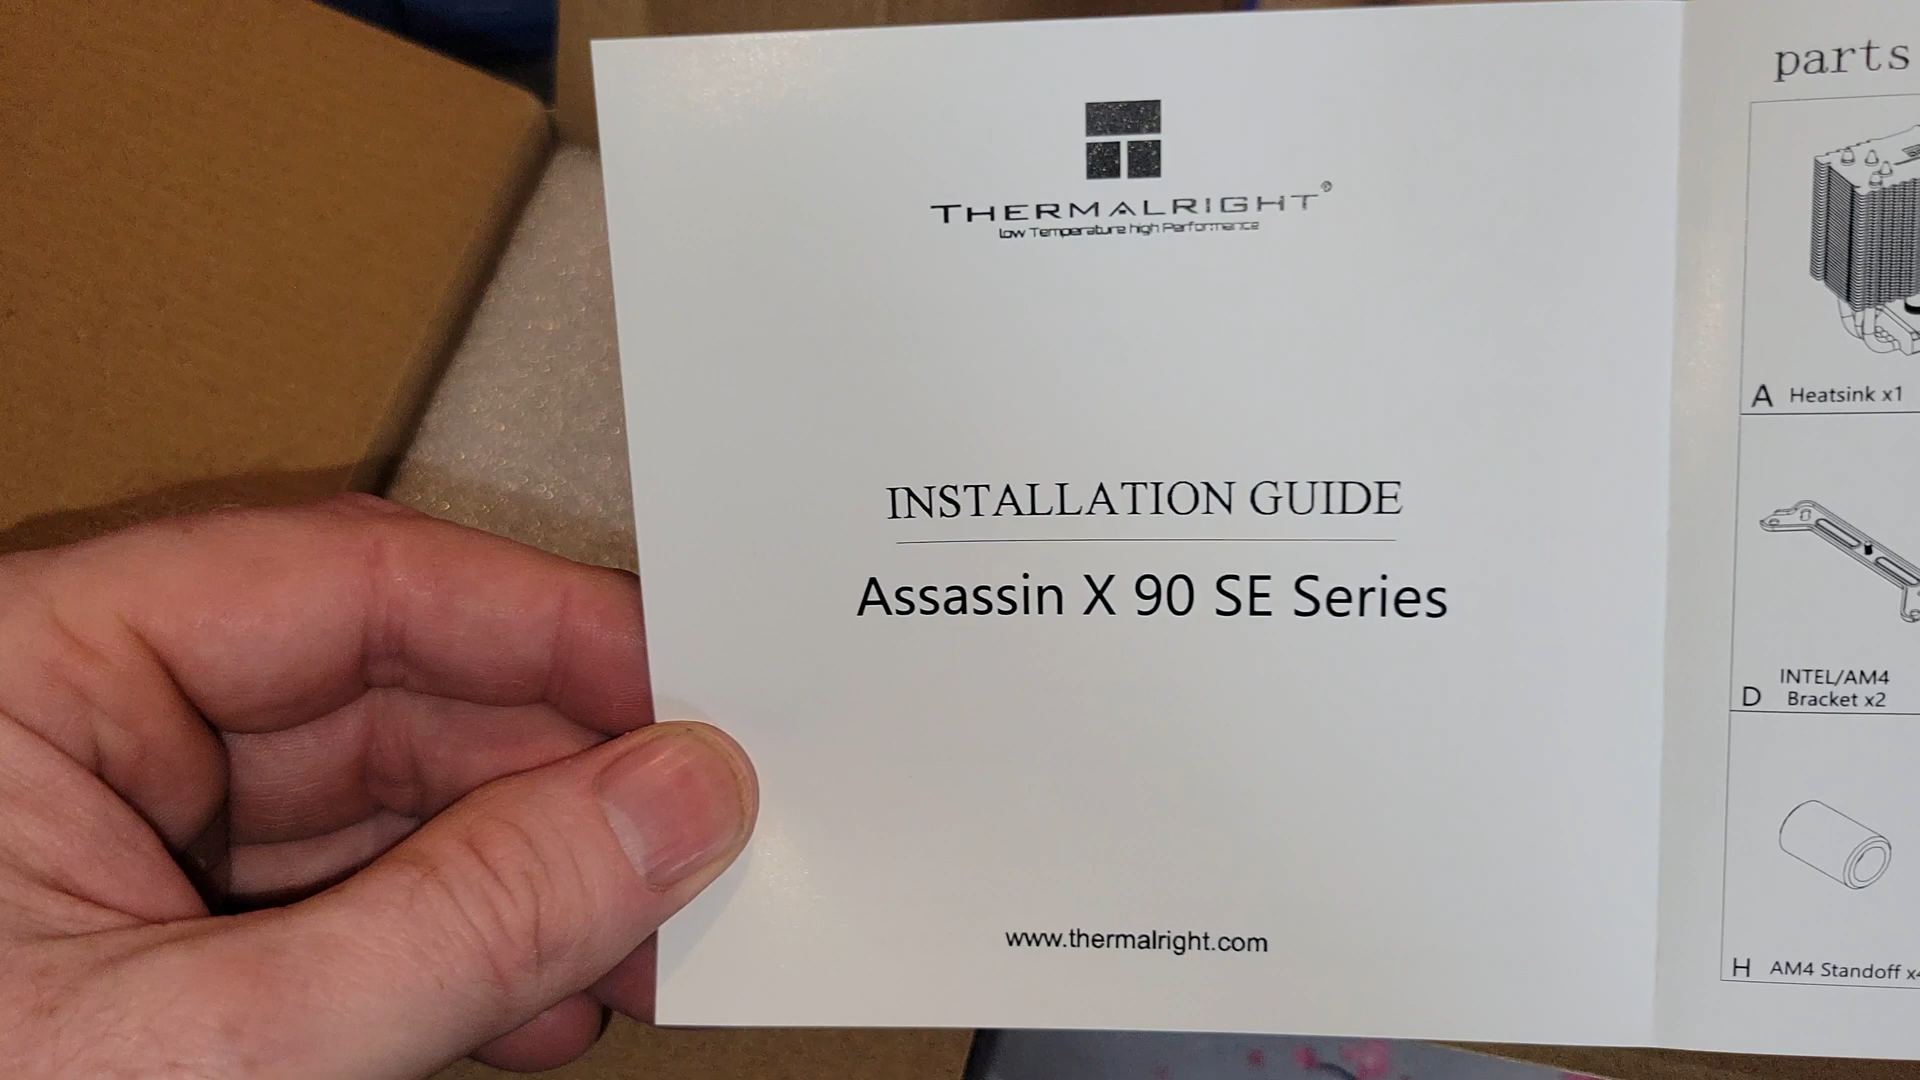 THERMALRIGHT®
low Temperature high Performance
INSTALLATION GUIDE
Assassin X 90 SE Series
www.thermalright.com
parts
A Heatsink x1
INTEL/AM4
D Bracket x2
H AM4 Standoff